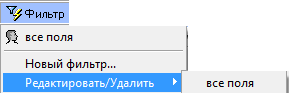 Фильтр
все поля
Новый фильтр...
Редактировать/Удалить
все поля